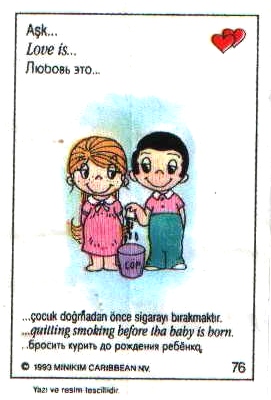 Aşk...
Love is...
Любовь это...
...çocuk doğmadan önce sigarayı bırakmaktır.
...quitting smoking before tha baby is born.
...бросить курить до рождения ребёнка.
© 1993 MINIKIM CARIBBEAN NV.
76
Yazı ve resim tescillidir.